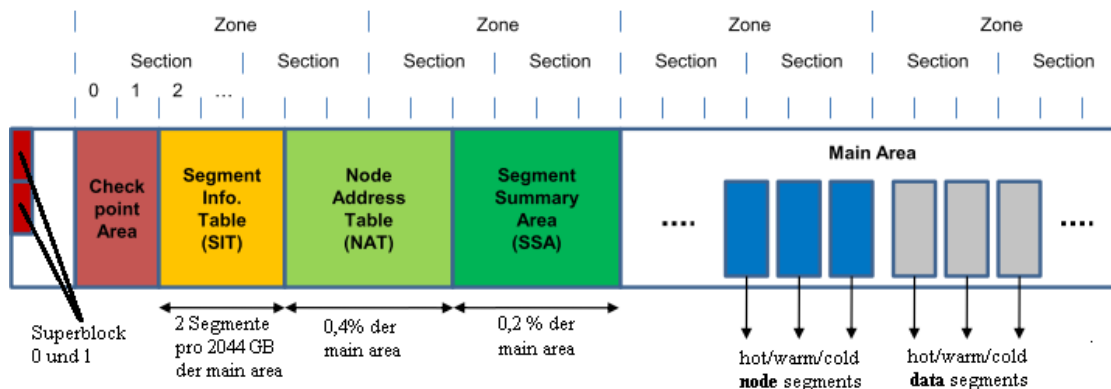 Zone Zone Zone Zone
Section Section Section Section Section Section Section Section
0 1 2 ...
Main Area
Check
point
Area
Segment
Info.
Table
(SIT)
Node
Address
Table
(NAT)
Segment
Summary
Area
(SSA)
.... ....
Superblock
0 und 1
2 Segmente
pro 2044 GB
der main area
0,4% der
main area
0,2 % der
main area
hot/warm/cold
node segments
hot/warm/cold
data segments